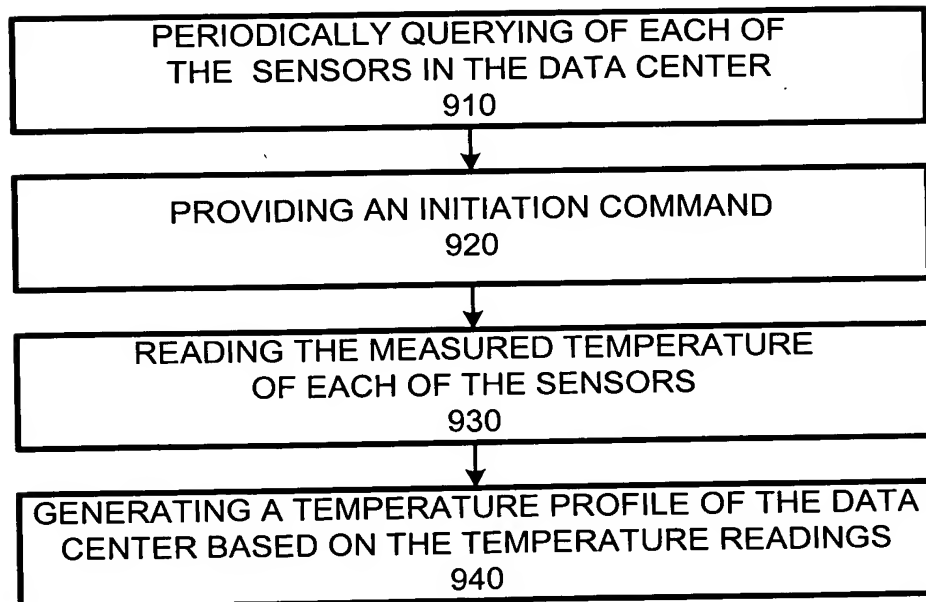 PERIODICALLY QUERYING OF EACH OF
THE SENSORS IN THE DATA CENTER
910
PROVIDING AN INITIATION COMMAND
920
READING THE MEASURED TEMPERATURE
OF EACH OF THE SENSORS
930
GENERATING A TEMPERATURE PROFILE OF THE DATA
CENTER BASED ON THE TEMPERATURE READINGS
940